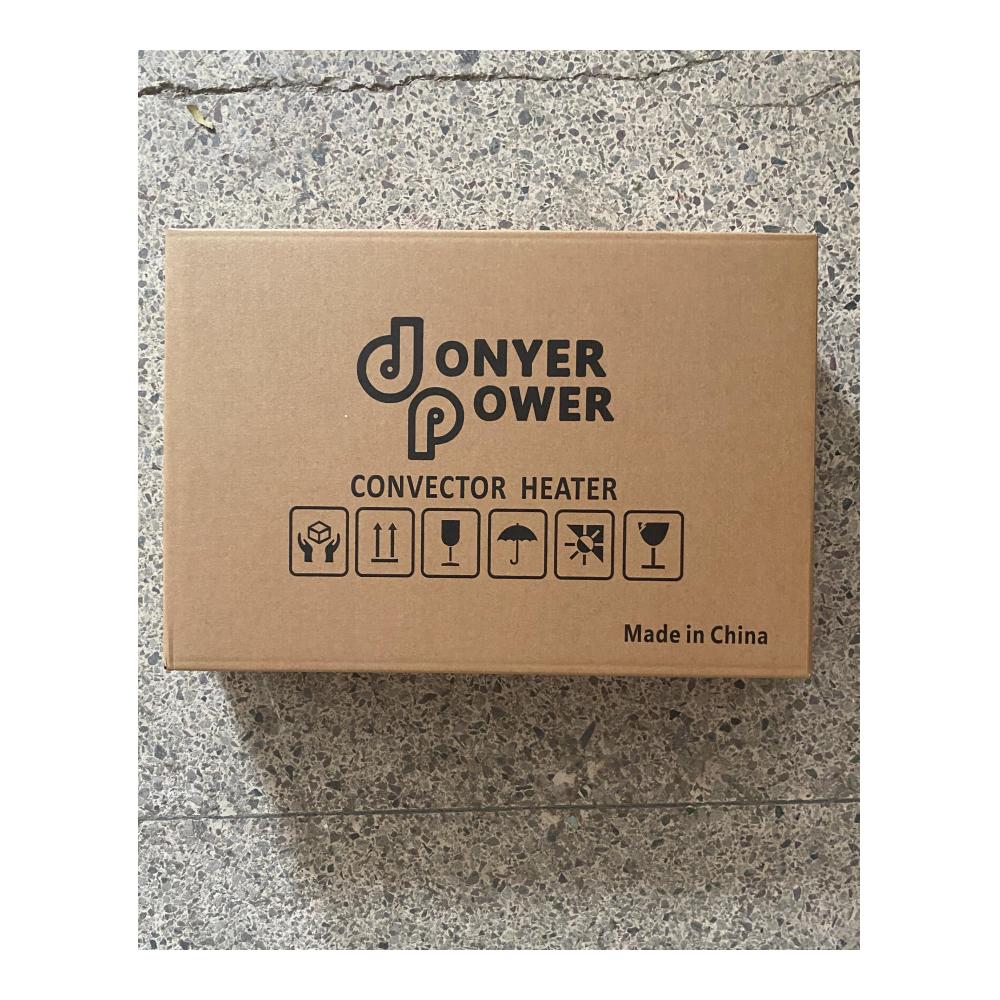 dONYER
pOWER
CONVECTOR HEATER
Made in China